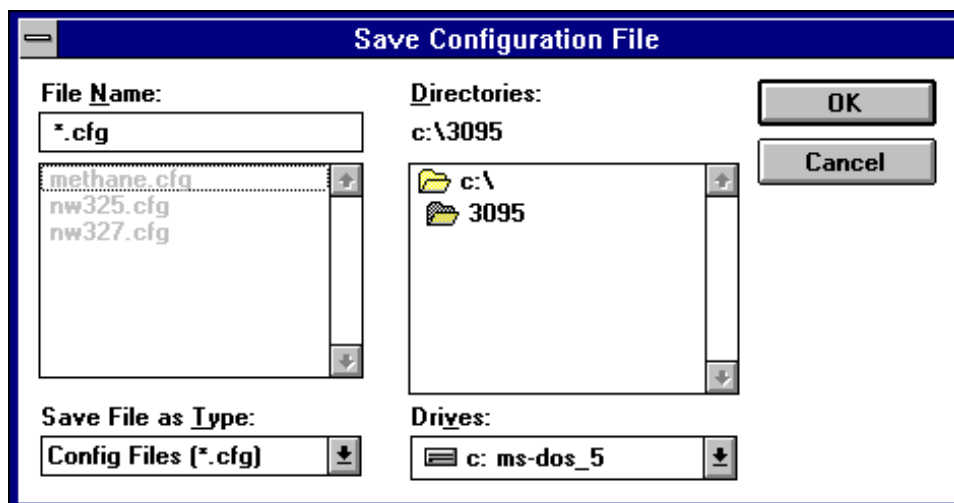 Save Configuration File
File Name:
*.cfg
methane.cfg
nw325.cfg
nw327.cfg
Save File as Type:
Config Files (*.cfg)
Directories:
c:\3095
c:\
3095
Drives:
c: ms-dos_5
OK
Cancel